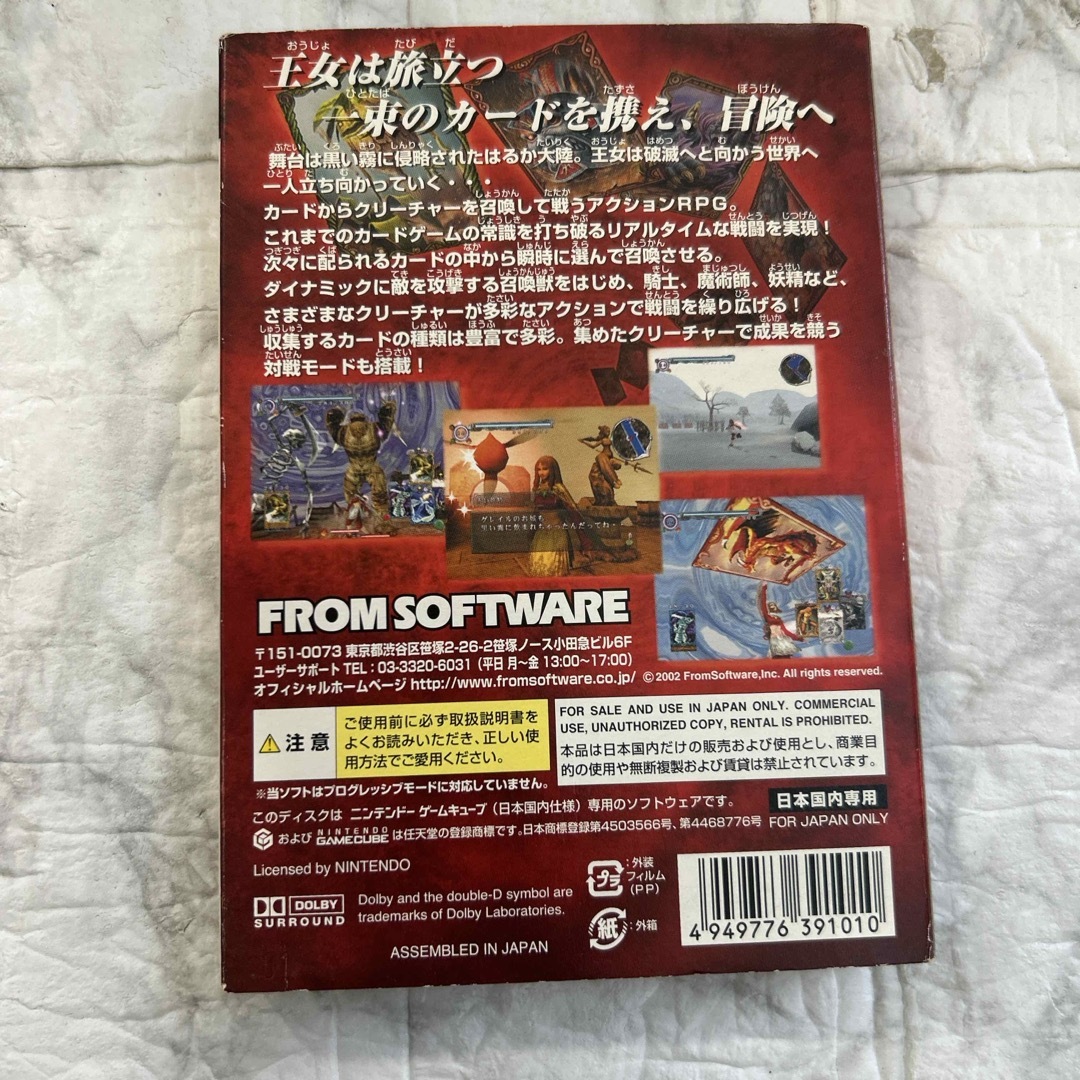 王女は旅立つ
一束のカードを携え、冒険へ
舞台は黒い霧に侵略されたはるか大陸。王女は破滅へと向かう世界へ
一人立ち向かっていく・・・
カードからクリーチャーを召喚して戦うアクションRPG。
これまでのカードゲームの常識を打ち破るリアルタイムな戦闘を実現！
次々に配られるカードの中から瞬時に選んで召喚させる。
ダイナミックに敵を攻撃する召喚獣をはじめ、騎士、魔術師、妖精など、
さまざまなクリーチャーが多彩なアクションで戦闘を繰り広げる！
収集するカードの種類は豊富で多彩。集めたクリーチャーで成果を競う
対戦モードも搭載！
グレイルのお城も
黒い霧に飲まれちゃったんだってね・
FROMSOFTWARE
〒151-0073 東京都渋谷区笹塚2-26-2笹塚ノース小田急ビル6F
ユーザーサポート TEL：03-3320-6031（平日 月〜金 13:00〜17:00）
オフィシャルホームページ http://www.fromsoftware.co.jp/ ©2002 FromSoftware,Inc. All rights reserved.
注意
ご使用前に必ず取扱説明書を
よくお読みいただき、正しい使
用方法でご愛用ください。
FOR SALE AND USE IN JAPAN ONLY. COMMERCIAL
USE, UNAUTHORIZED COPY, RENTAL IS PROHIBITED.
本品は日本国内だけの販売および使用とし、商業目
的の使用や無断複製および賃貸は禁止されています。
※当ソフトはプログレッシブモードに対応していません。
このディスクは ニンテンドー ゲームキューブ（日本国内仕様）専用のソフトウェアです。
および NINTENDO GAMECUBE は任天堂の登録商標です。日本商標登録第4503566号、第4468776号
日本国内専用
FOR JAPAN ONLY
Licensed by NINTENDO
DOLBY
SURROUND
Dolby and the double-D symbol are
trademarks of Dolby Laboratories.
ASSEMBLED IN JAPAN
プラ
：外装
フィルム
(PP)
紙
：外箱
4 949776 391010